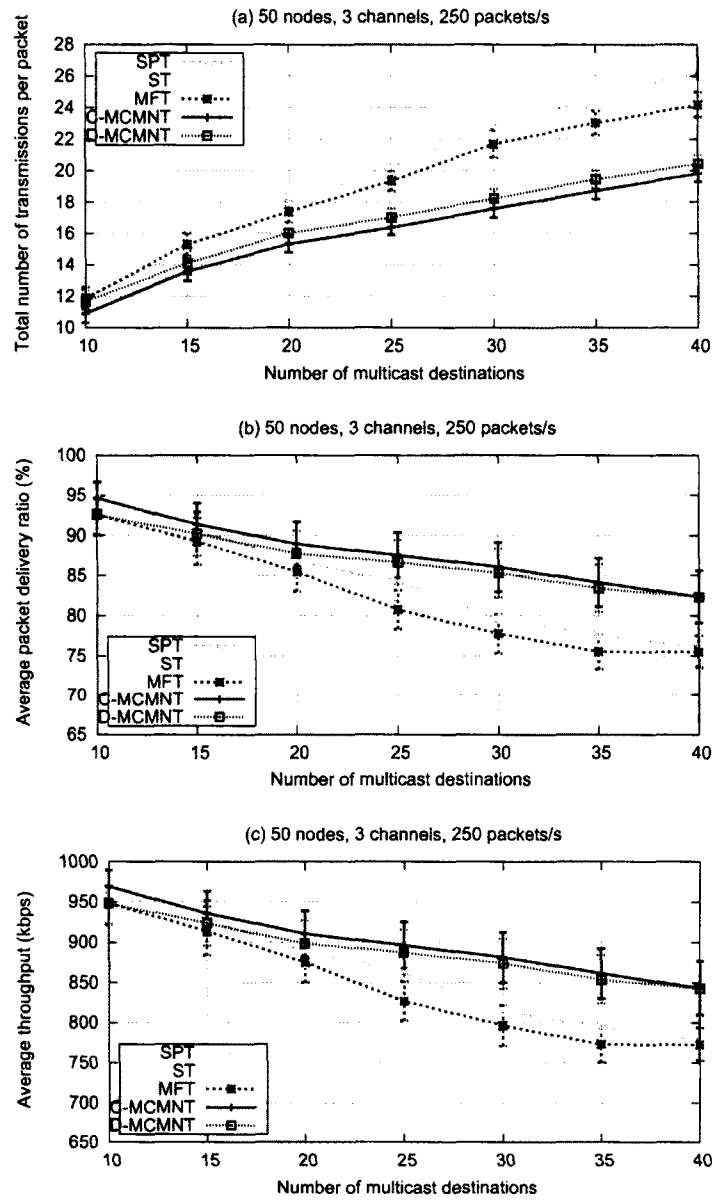 (a) 50 nodes, 3 channels, 250 packets/s
Total number of transmissions per packet
28
26
24
22
20
18
16
14
12
10
SPT
ST
MFT
C-MCMNT
D-MCMNT
10 15 20 25 30 35 40
Number of multicast destinations
(b) 50 nodes, 3 channels, 250 packets/s
Average packet delivery ratio (%)
100
95
90
85
80
75
70
65
SPT
ST
MFT
C-MCMNT
D-MCMNT
10 15 20 25 30 35 40
Number of multicast destinations
(c) 50 nodes, 3 channels, 250 packets/s
Average throughput (kbps)
1000
950
900
850
800
750
700
650
SPT
ST
MFT
C-MCMNT
D-MCMNT
10 15 20 25 30 35 40
Number of multicast destinations